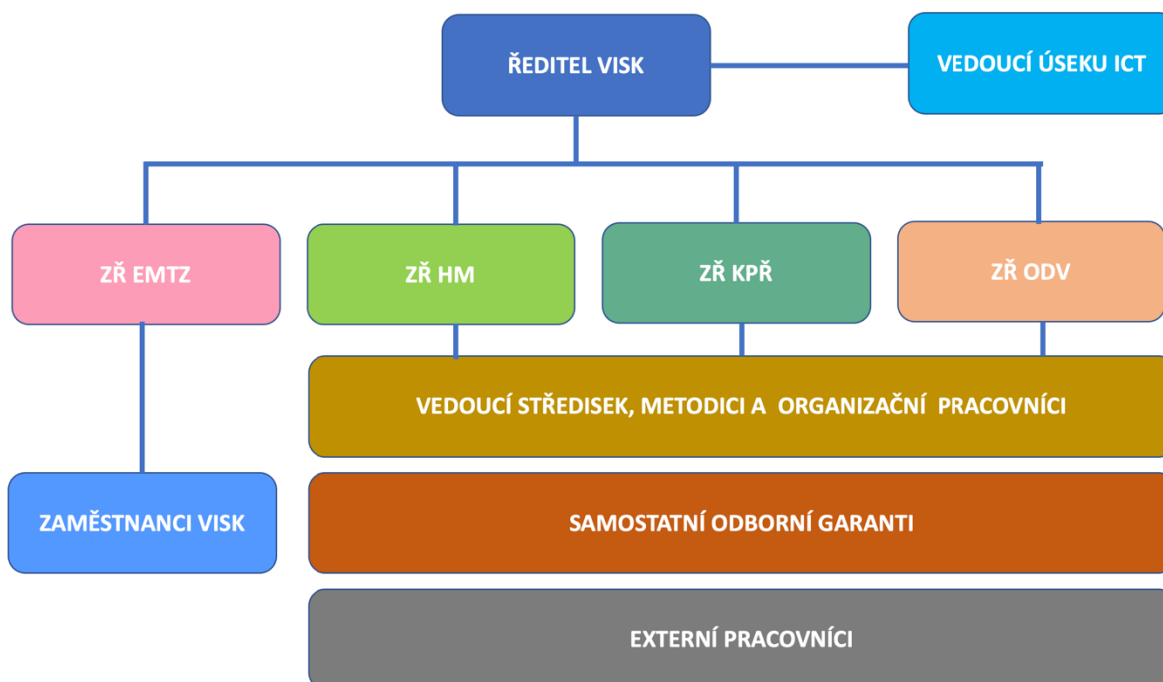 ŘEDITEL VISK
VEDOUCÍ ÚSEKU ICT
ZŘ EMTZ
ZŘ HM
ZŘ KPŘ
ZŘ ODV
VEDOUCÍ STŘEDISEK, METODICI A ORGANIZAČNÍ PRACOVNÍCI
ZAMĚSTNANCI VISK
SAMOSTATNÍ ODBORNÍ GARANTI
EXTERNÍ PRACOVNÍCI